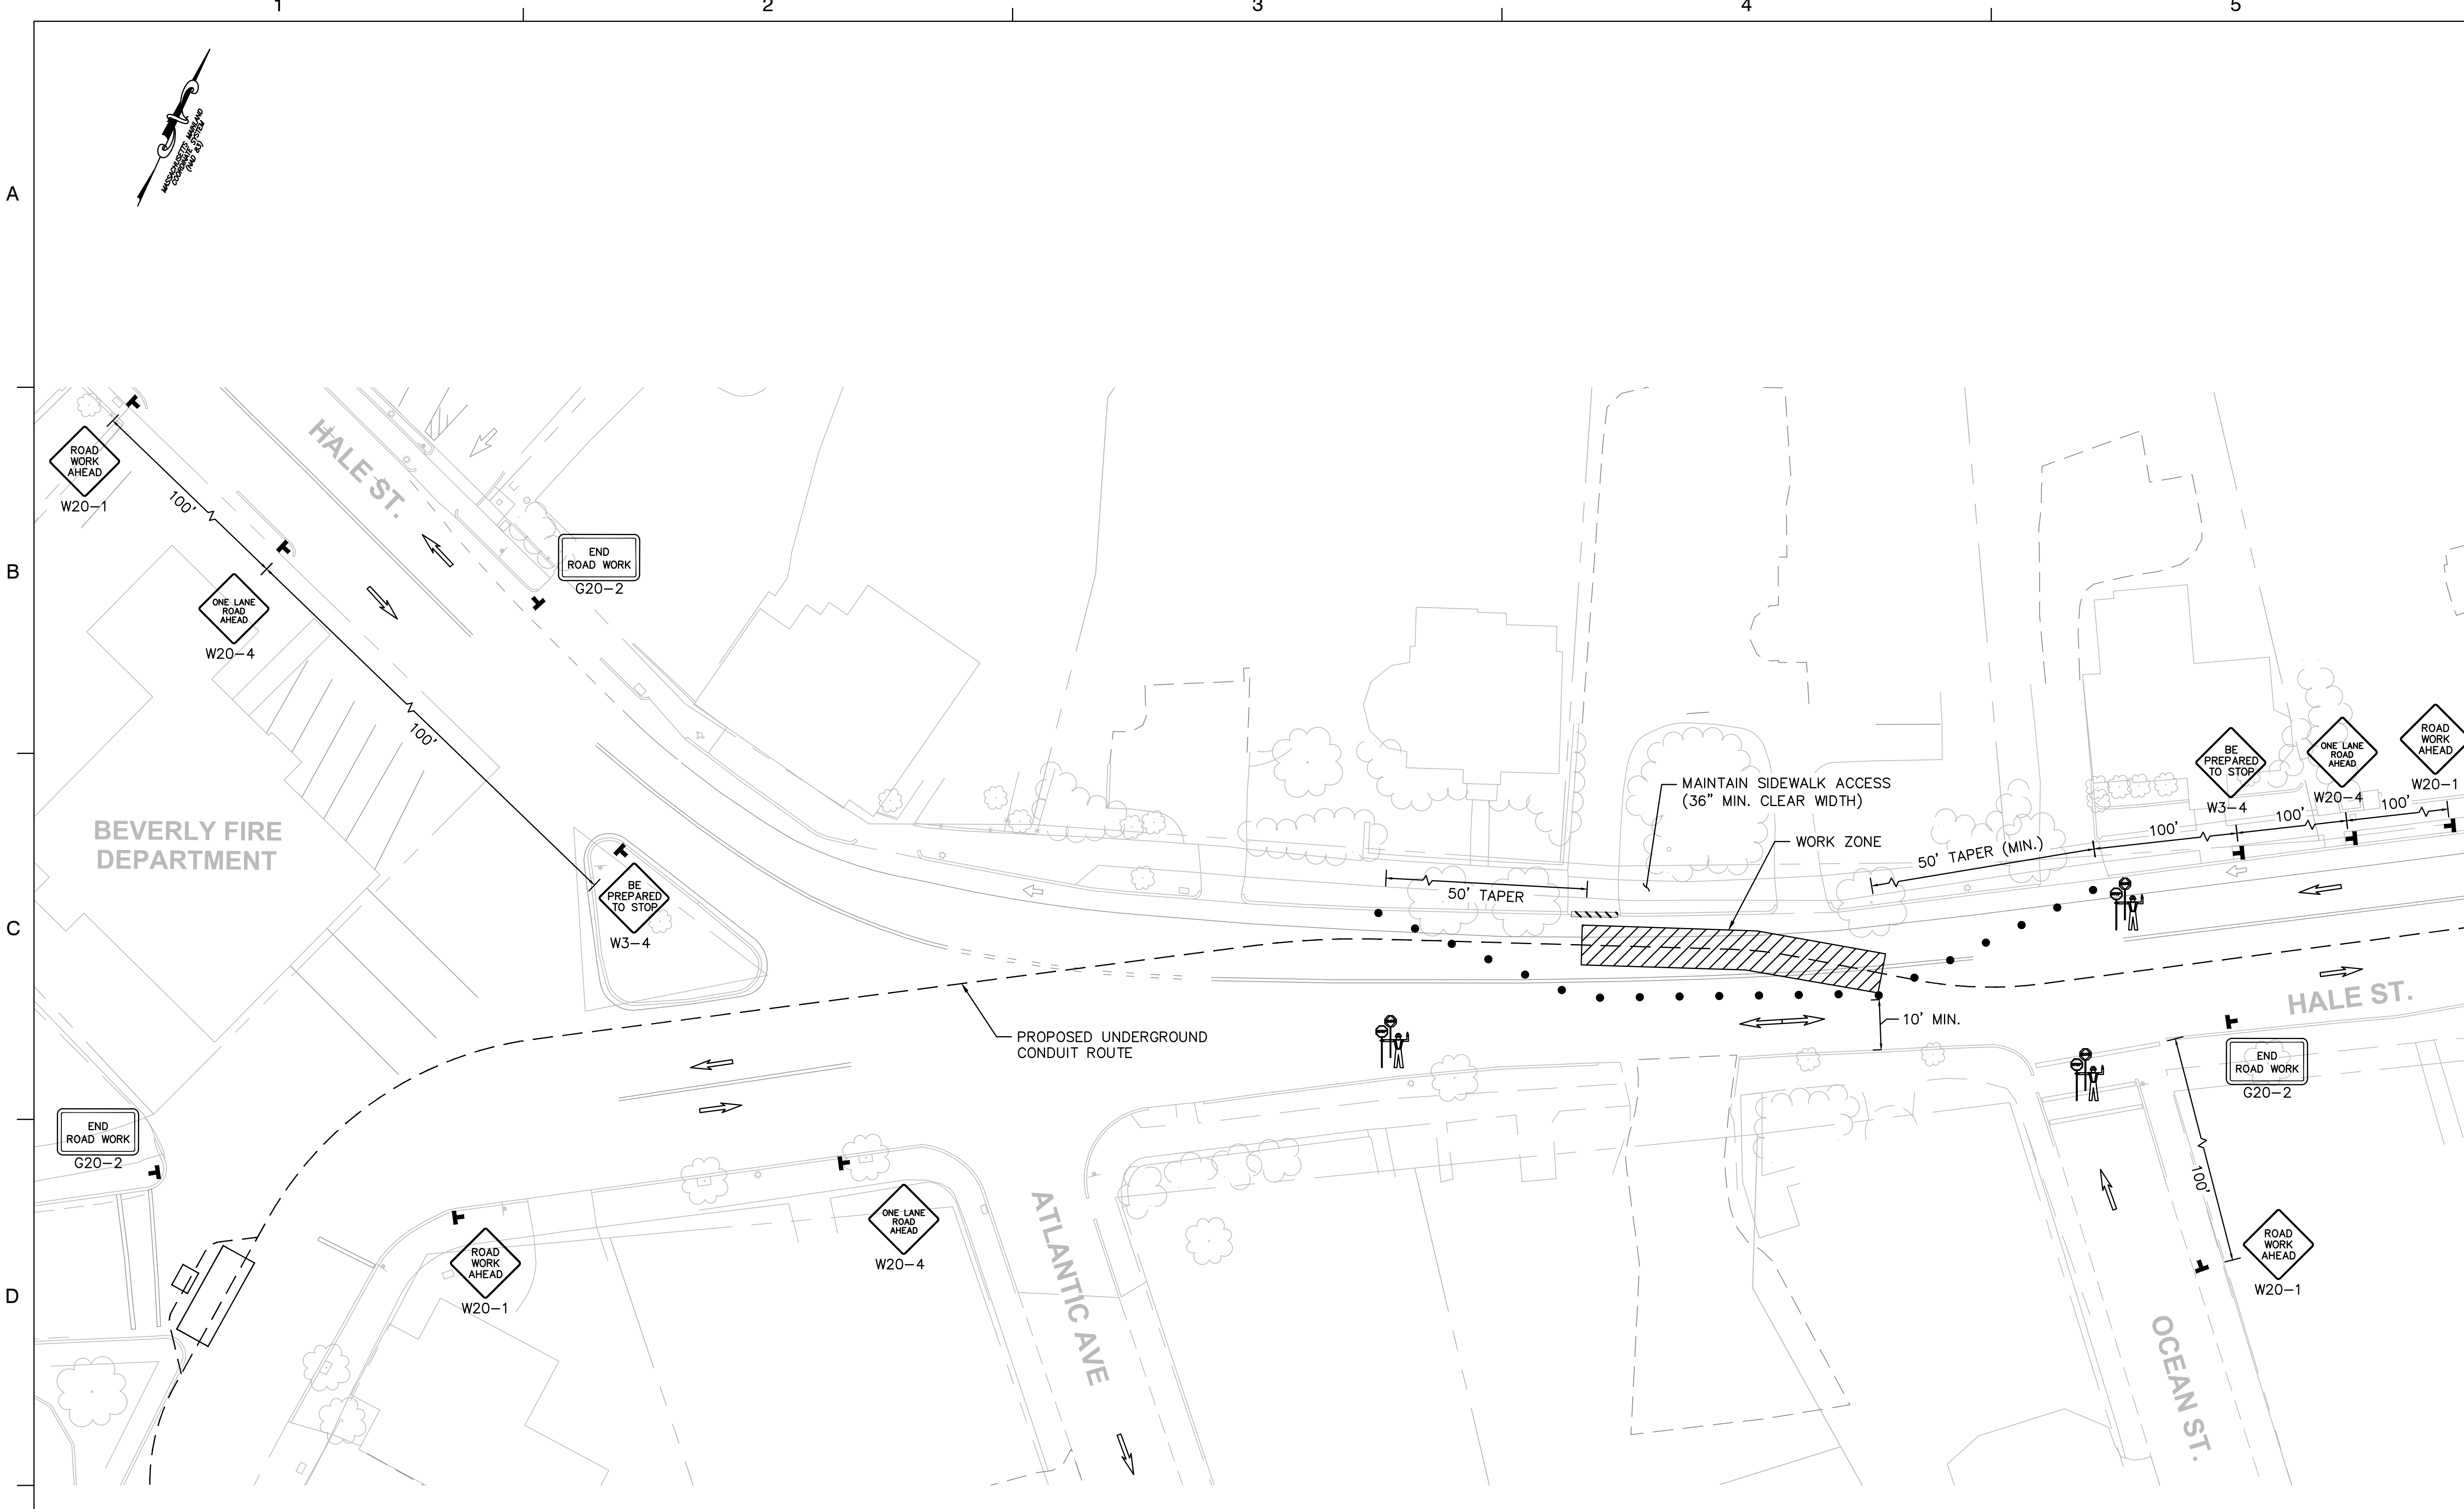 1
2
3
4
5
A
B
C
D
MASSACHUSETTS MAINLAND
COORDINATE SYSTEM
(NAD 83)
HALE ST.
ROAD
WORK
AHEAD
W20-1
100'
ONE LANE
ROAD
AHEAD
W20-4
100'
END
ROAD WORK
G20-2
BEVERLY FIRE
DEPARTMENT
BE
PREPARED
TO STOP
W3-4
50' TAPER
MAINTAIN SIDEWALK ACCESS
(36" MIN. CLEAR WIDTH)
WORK ZONE
50' TAPER (MIN.)
100'
BE
PREPARED
TO STOP
W3-4
100'
ONE LANE
ROAD
AHEAD
W20-4
100'
ROAD
WORK
AHEAD
W20-1
PROPOSED UNDERGROUND
CONDUIT ROUTE
10' MIN.
HALE ST.
END
ROAD WORK
G20-2
END
ROAD WORK
G20-2
ROAD
WORK
AHEAD
W20-1
ONE LANE
ROAD
AHEAD
W20-4
ATLANTIC AVE
100'
ROAD
WORK
AHEAD
W20-1
OCEAN ST.